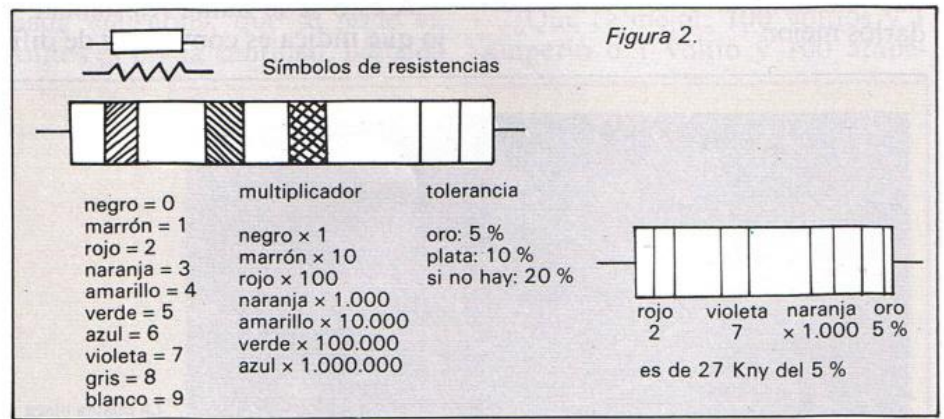 Figura 2.
Símbolos de resistencias
negro = 0
marrón = 1
rojo = 2
naranja = 3
amarillo = 4
verde = 5
azul = 6
violeta = 7
gris = 8
blanco = 9
multiplicador
negro × 1
marrón × 10
rojo × 100
naranja × 1.000
amarillo × 10.000
verde × 100.000
azul × 1.000.000
tolerancia
oro: 5 %
plata: 10 %
si no hay: 20 %
rojo violeta naranja oro
2 7 × 1.000 5 %
es de 27 Kny del 5 %